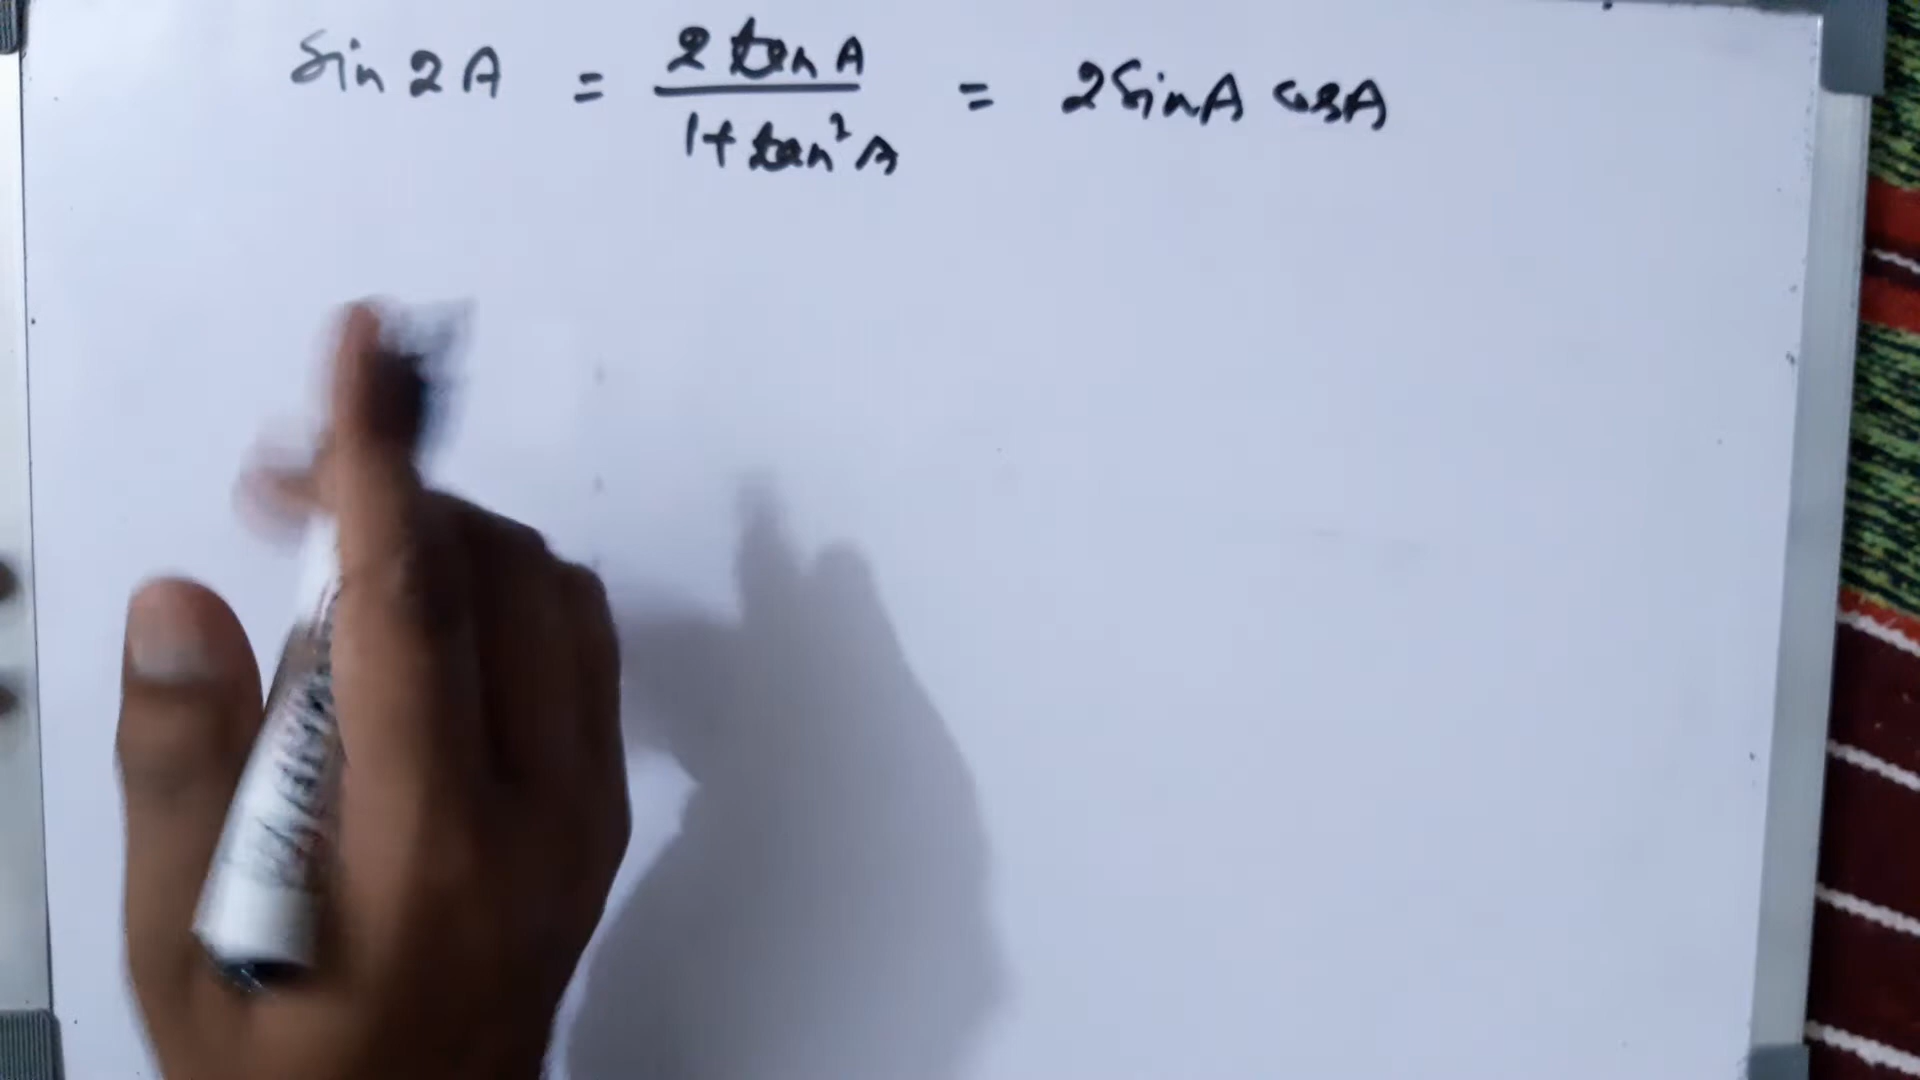 sin 2A = 2 tan A / 1 + tan² A = 2 sin A cos A